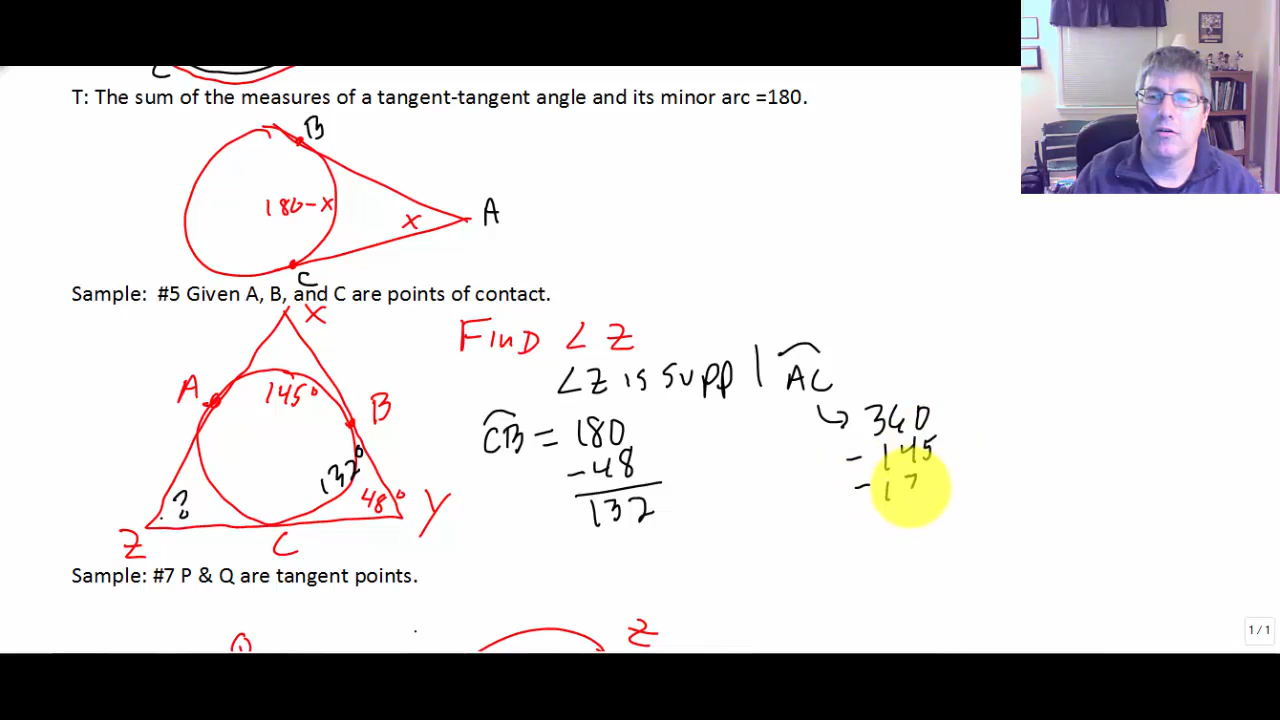 T: The sum of the measures of a tangent-tangent angle and its minor arc =180.
B
180-x
x
A
C
Sample: #5 Given A, B, and C are points of contact.
X
Find ∠ Z
∠Z is supp | AC
A
145°
B
CB = 180
- 48
132
360
- 145
- 13
132°
48°
?
Z
C
Y
Sample: #7 P & Q are tangent points.
Z
1 / 1